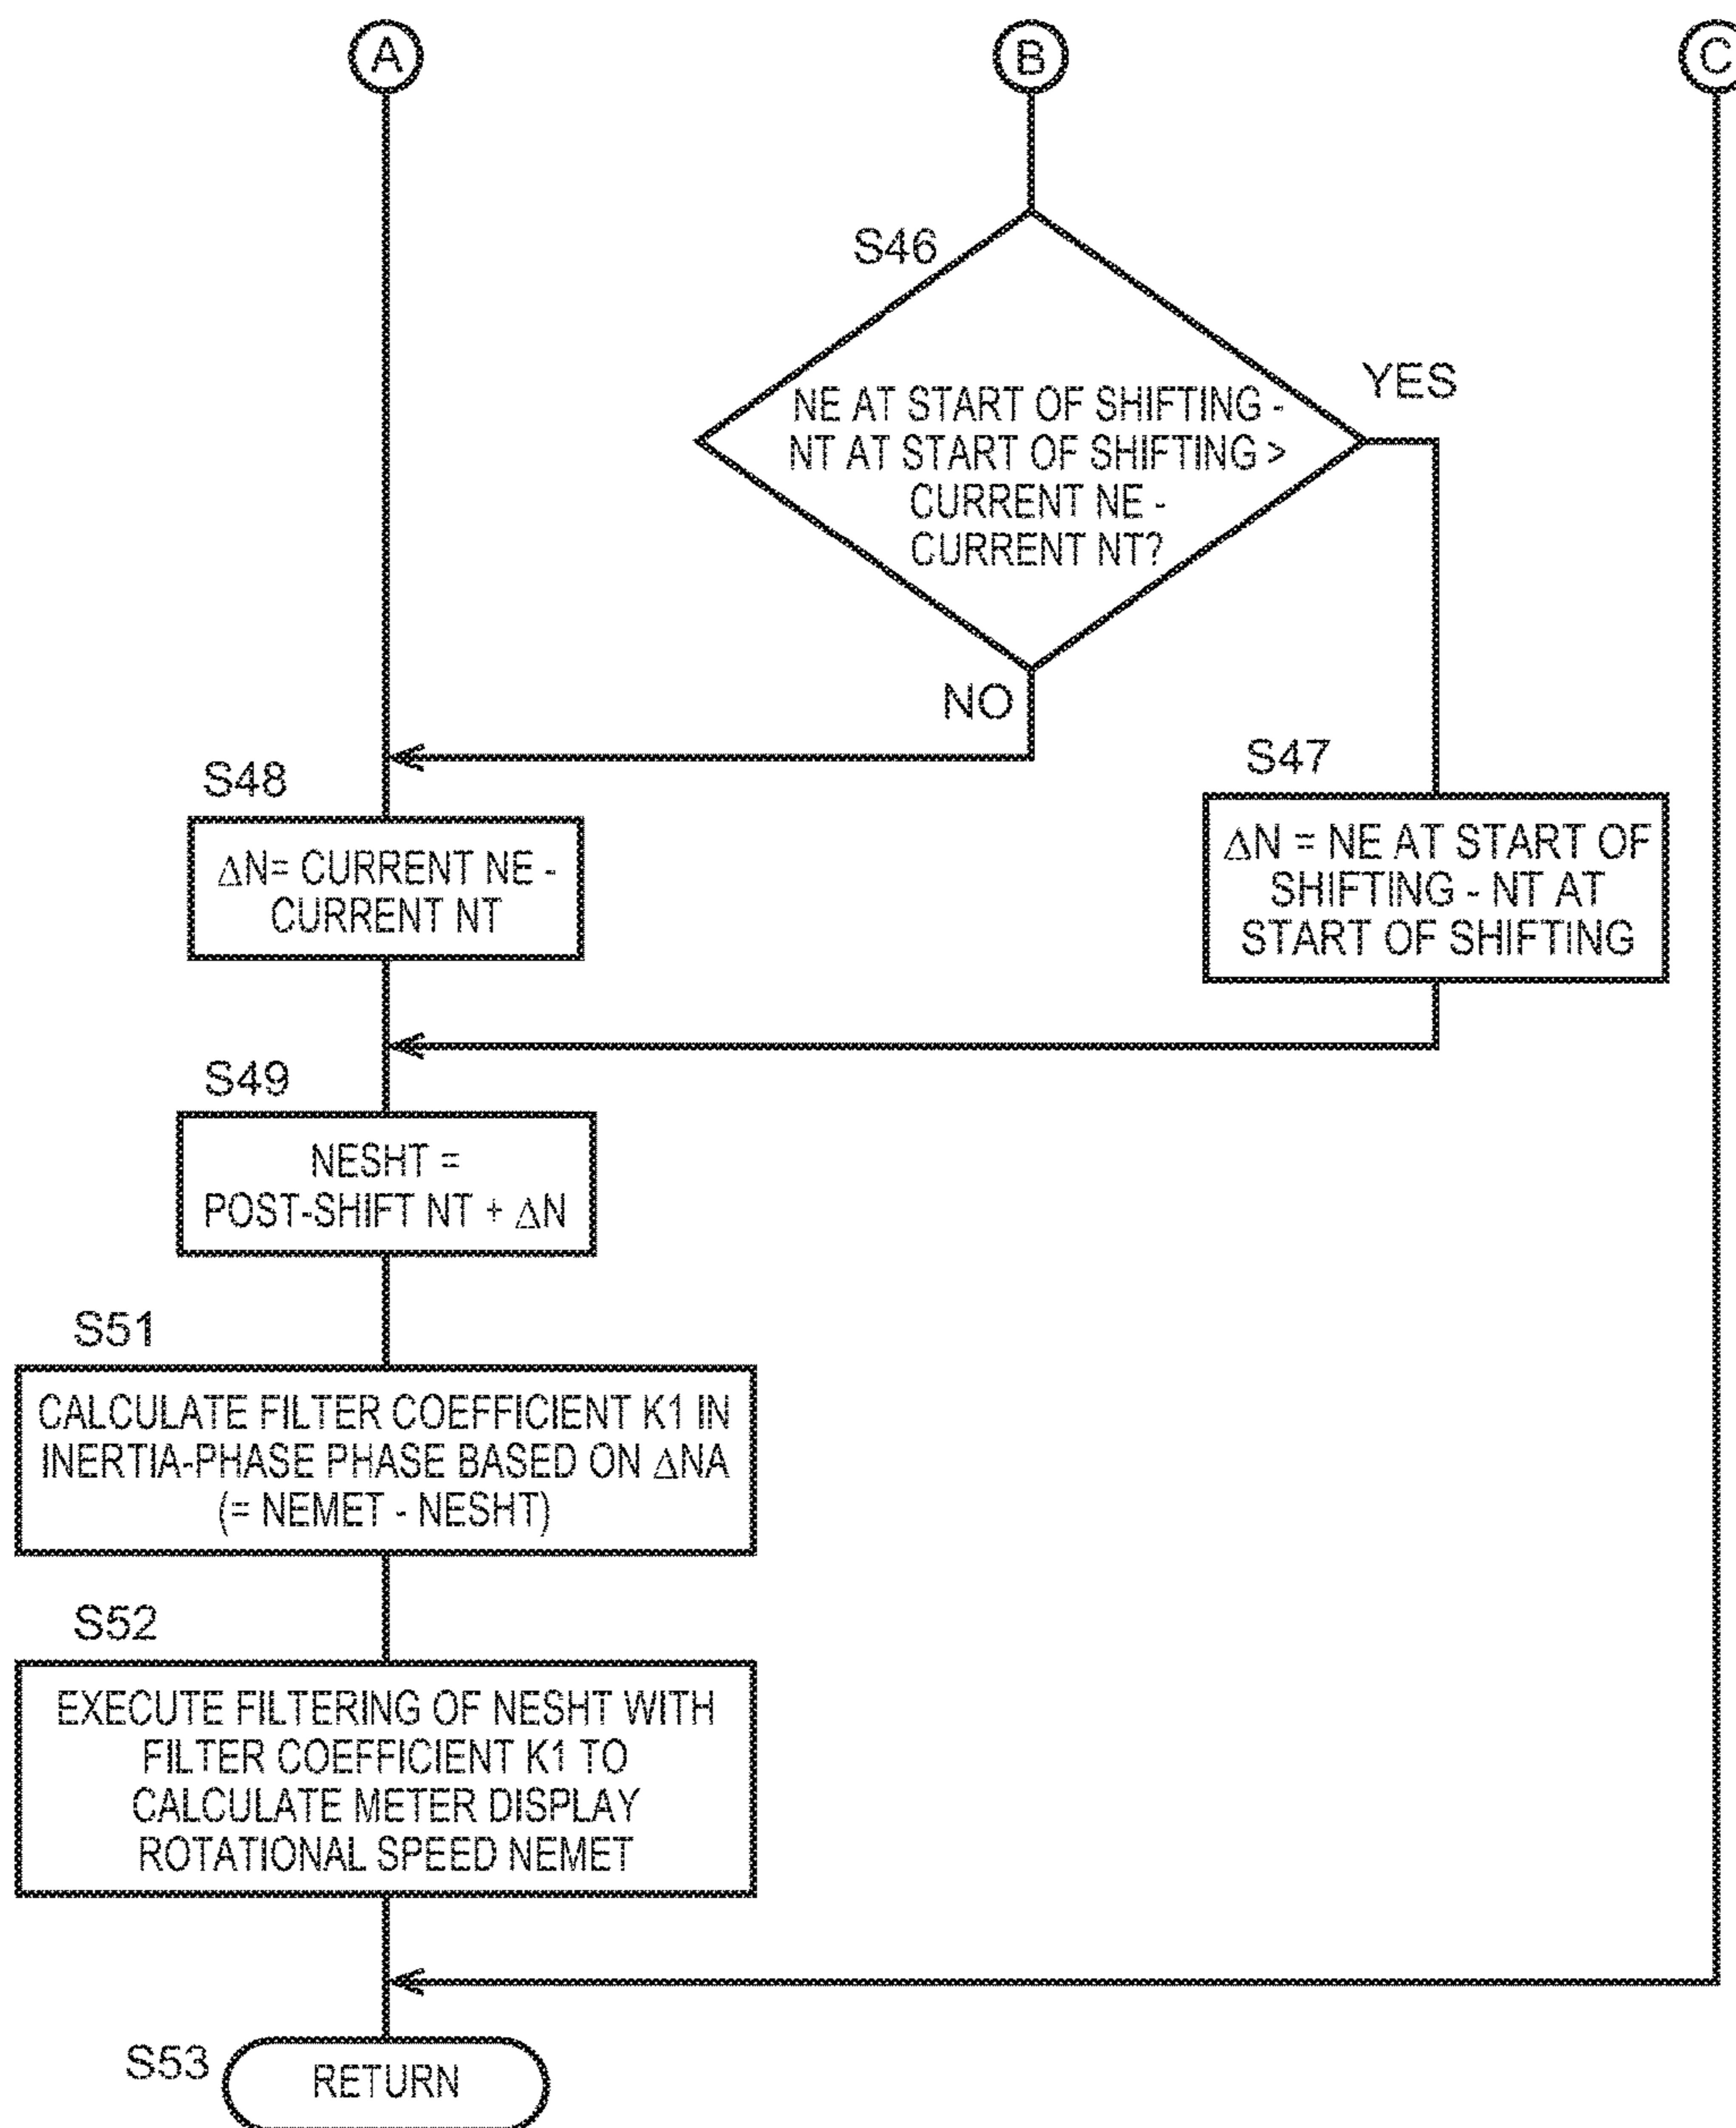 A
B
C
S46
NE AT START OF SHIFTING -
NT AT START OF SHIFTING >
CURRENT NE -
CURRENT NT?
YES
NO
S48
ΔN= CURRENT NE -
CURRENT NT
S47
ΔN = NE AT START OF
SHIFTING - NT AT
START OF SHIFTING
S49
NESHT =
POST-SHIFT NT + ΔN
S51
CALCULATE FILTER COEFFICIENT K1 IN
INERTIA-PHASE PHASE BASED ON ΔNA
(= NEMET - NESHT)
S52
EXECUTE FILTERING OF NESHT WITH
FILTER COEFFICIENT K1 TO
CALCULATE METER DISPLAY
ROTATIONAL SPEED NEMET
S53
RETURN